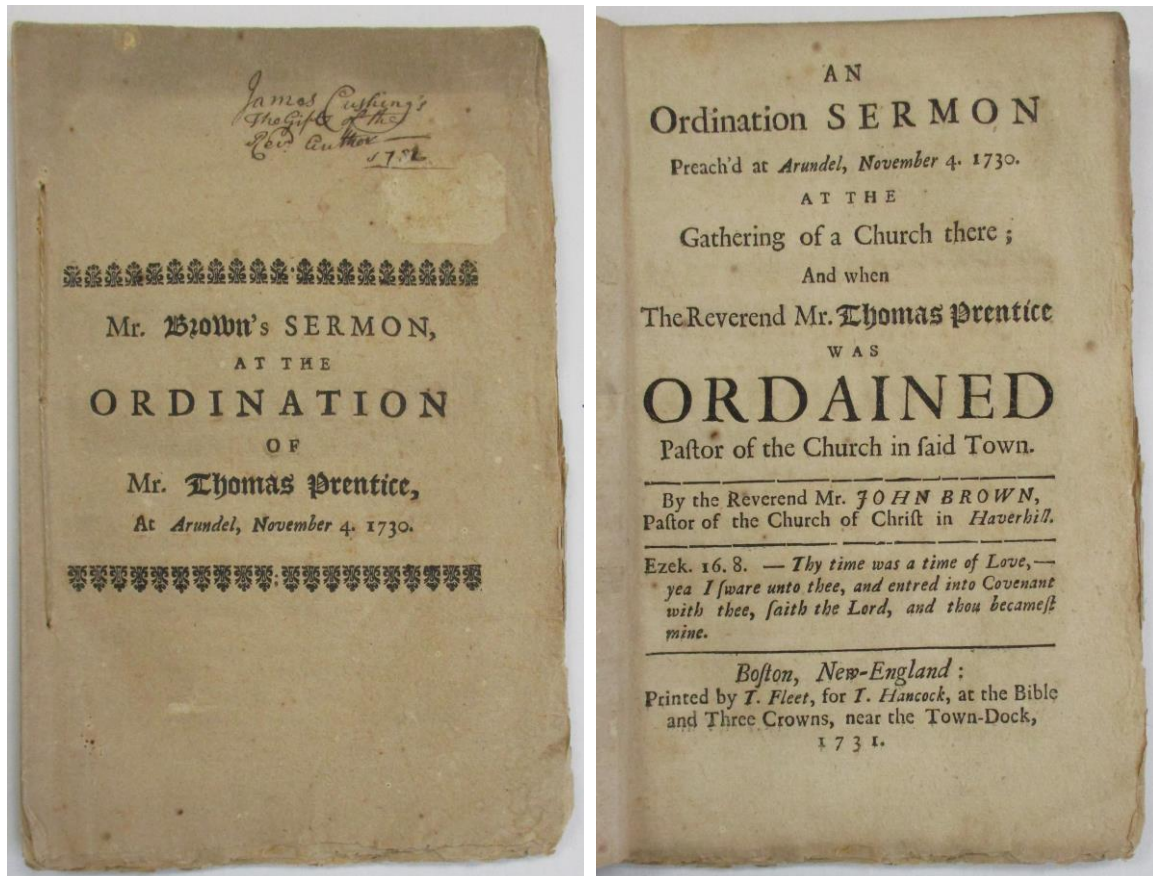 James Cushing's
The Gift of the
Revd Author
Mr. Brown's SERMON,
AT THE
ORDINATION
OF
Mr. Thomas Prentice,
At Arundel, November 4. 1730.
AN
Ordination SERMON
Preach'd at Arundel, November 4. 1730.
AT THE
Gathering of a Church there ;
And when
The Reverend Mr. Thomas Prentice
WAS
ORDAINED
Paſtor of the Church in ſaid Town.
By the Reverend Mr. JOHN BROWN,
Paſtor of the Church of Chriſt in Haverhill.
Ezek. 16. 8. — Thy time was a time of Love,—
yea I ſware unto thee, and entred into Covenant
with thee, ſaith the Lord, and thou becameſt
mine.
Boſton, New-England :
Printed by T. Fleet, for T. Hancock, at the Bible
and Three Crowns, near the Town-Dock,
1731.